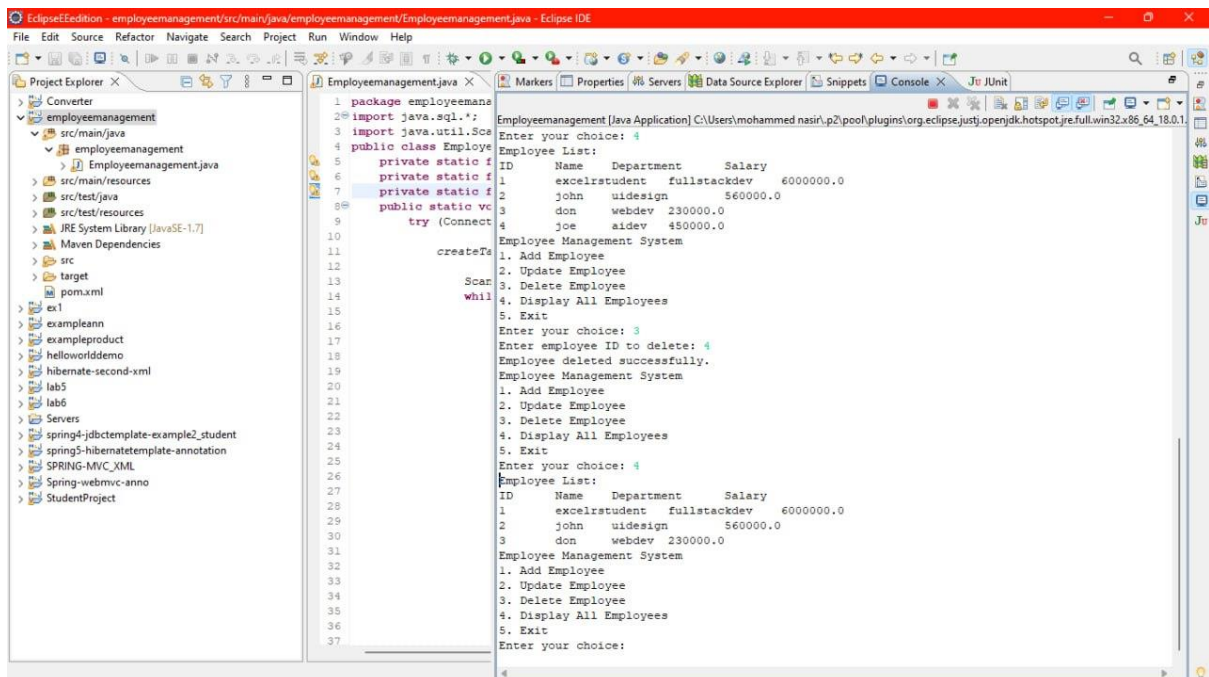 EclipseEEedition - employeemanagement/src/main/java/employeemanagement/Employeemanagement.java - Eclipse IDE
File Edit Source Refactor Navigate Search Project Run Window Help
Project Explorer
Converter
employeemanagement
src/main/java
employeemanagement
Employeemanagement.java
src/main/resources
src/test/java
src/test/resources
JRE System Library [JavaSE-1.7]
Maven Dependencies
src
target
pom.xml
ex1
exampleann
exampleproduct
helloworlddemo
hibernate-second-xml
lab5
lab6
Servers
spring4-jdbctemplate-example2_student
spring5-hibernatetemplate-annotation
SPRING-MVC_XML
Spring-webmvc-anno
StudentProject
Employeemanagement.java
1 package employeemana
2 import java.sql.*;
3 import java.util.Sca
4 public class Employe
5 private static f
6 private static f
7 private static f
8 public static vo
9 try (Connect
10
11 createTa
12
13 Scan
14 whil
15
16
17
18
19
20
21
22
23
24
25
26
27
28
29
30
31
32
33
34
35
36
37
Markers Properties Servers Data Source Explorer Snippets Console JUnit
Employeemanagement [Java Application] C:\Users\mohammed nasir\.p2\pool\plugins\org.eclipse.justj.openjdk.hotspot.jre.full.win32.x86_64_18.0.1.
Enter your choice: 4
Employee List:
ID Name Department Salary
1 excelrstudent fullstackdev 6000000.0
2 john uidesign 560000.0
3 don webdev 230000.0
4 joe aidev 450000.0
Employee Management System
1. Add Employee
2. Update Employee
3. Delete Employee
4. Display All Employees
5. Exit
Enter your choice: 3
Enter employee ID to delete: 4
Employee deleted successfully.
Employee Management System
1. Add Employee
2. Update Employee
3. Delete Employee
4. Display All Employees
5. Exit
Enter your choice: 4
Employee List:
ID Name Department Salary
1 excelrstudent fullstackdev 6000000.0
2 john uidesign 560000.0
3 don webdev 230000.0
Employee Management System
1. Add Employee
2. Update Employee
3. Delete Employee
4. Display All Employees
5. Exit
Enter your choice: